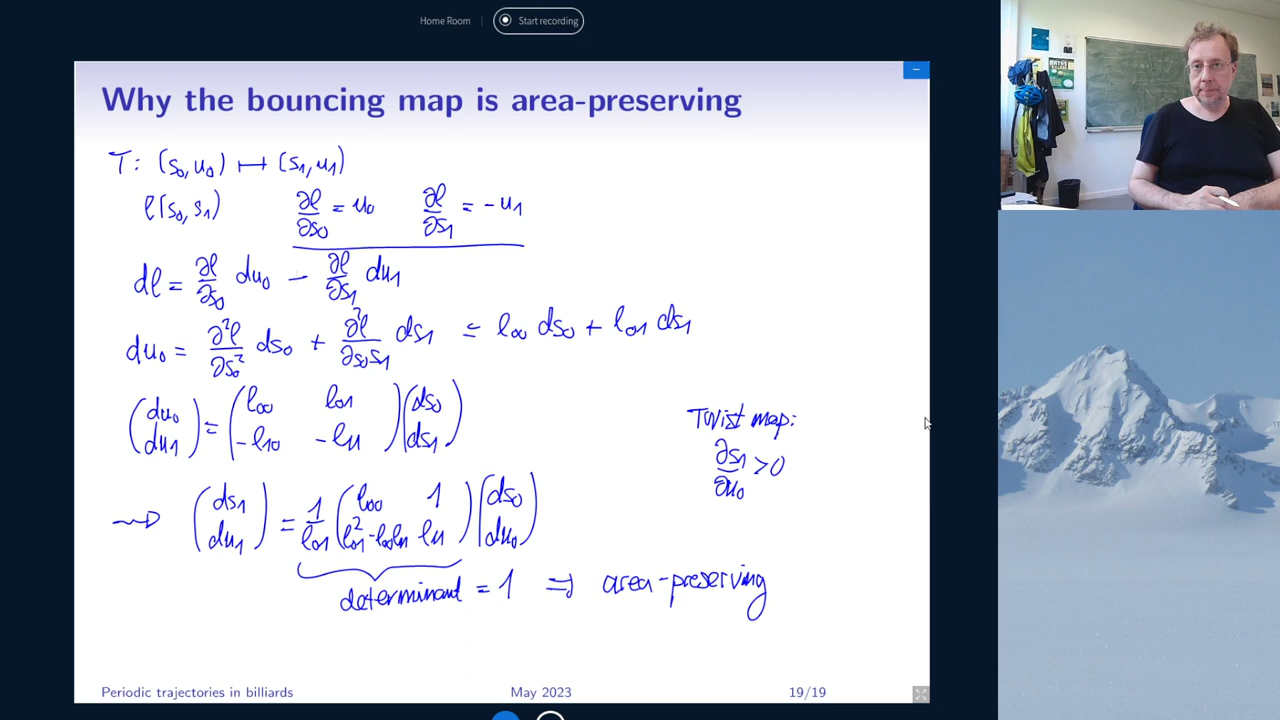 Home Room
Start recording
Why the bouncing map is area-preserving
T: (s₀, u₀) ↦ (s₁, u₁)
ℓ(s₀, s₁) ∂ℓ/∂s₀ = u₀ ∂ℓ/∂s₁ = -u₁
dℓ = ∂ℓ/∂s₀ du₀ - ∂ℓ/∂s₁ du₁
du₀ = ∂²ℓ/∂s₀² ds₀ + ∂²ℓ/∂s₀s₁ ds₁ = ℓ₀₀ ds₀ + ℓ₀₁ ds₁
(du₀ du₁) = (ℓ₀₀ ℓ₀₁ -ℓ₁₀ -ℓ₁₁)(ds₀ ds₁)
Twist map:
∂s₁/∂u₀ > 0
⇝ (ds₁ du₁) = 1/ℓ₀₁ (ℓ₀₀ 1 ℓ₀₁² - ℓ₀₀ℓ₁₁ ℓ₁₁)(ds₀ du₀)
determinant = 1 ⇒ area-preserving
Periodic trajectories in billiards May 2023 19/19